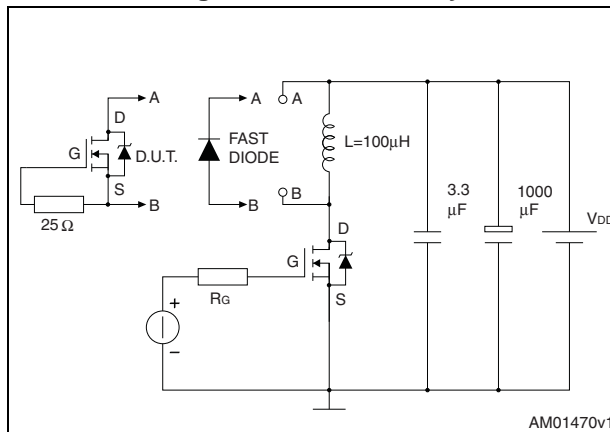 A
D
G
D.U.T.
S
B
25 Ω
A
FAST
DIODE
B
A
L=100μH
B
D
G
S
RG
+
–
3.3
μF
1000
μF
VDD
AM01470v1